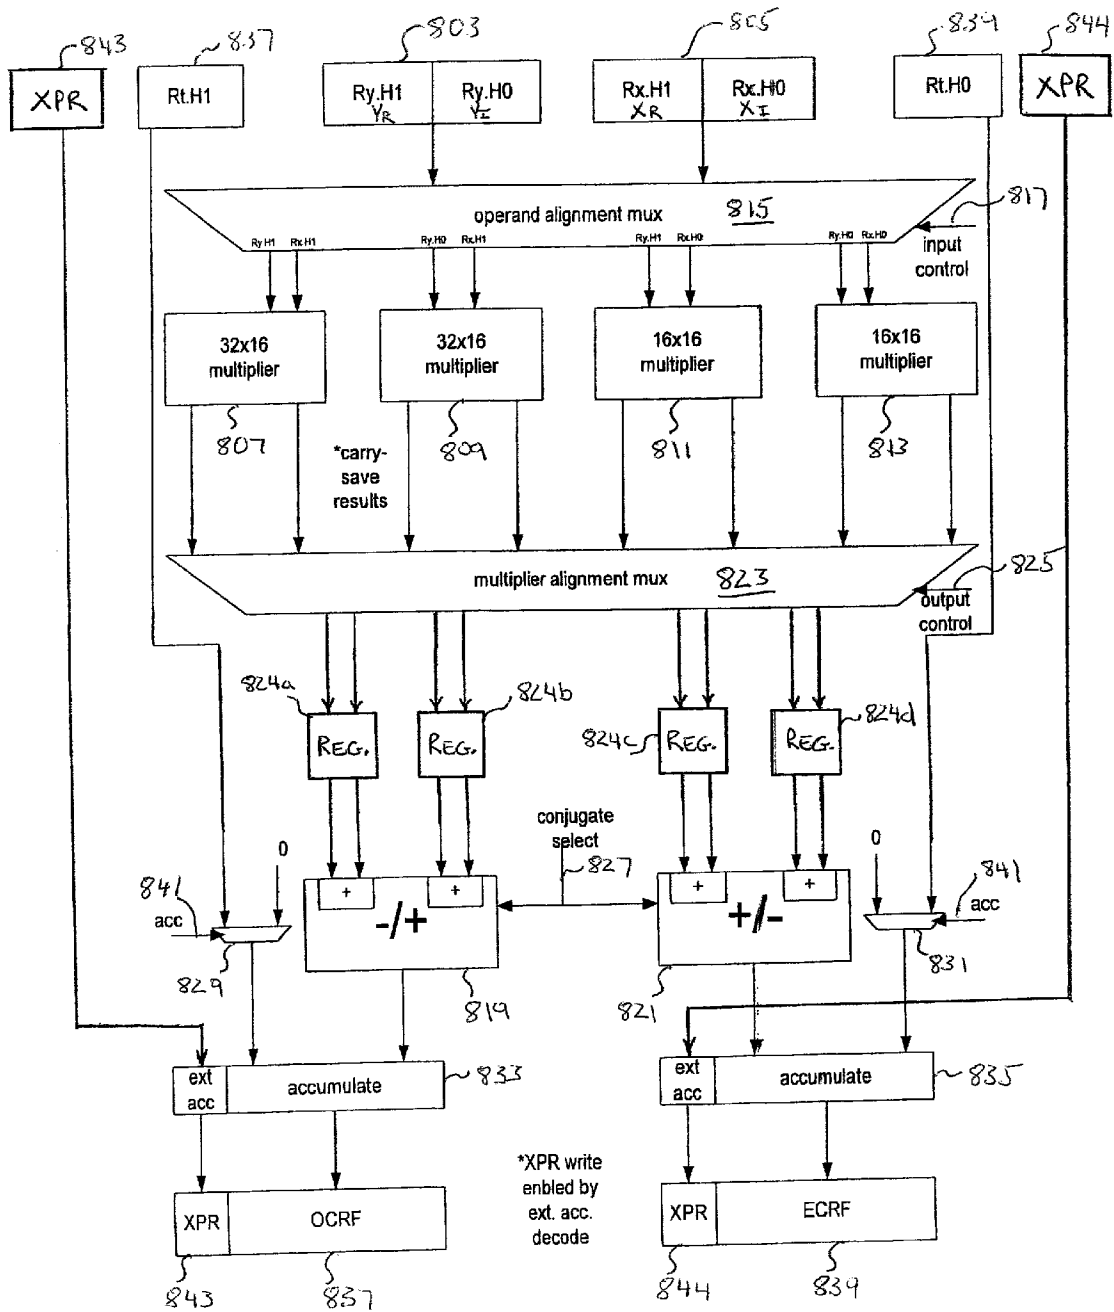 843
837
803
805
839
844
XPR
Rt.H1
Ry.H1
Ry.H0
YR
YI
Rx.H1
Rx.H0
XR
XI
Rt.H0
XPR
operand alignment mux
815
817
input
control
Ry.H1
Rx.H1
Ry.H0
Rx.H1
Ry.H1
Rx.H0
Ry.H0
Rx.H0
32x16
multiplier
32x16
multiplier
16x16
multiplier
16x16
multiplier
807
809
811
813
*carry-
save
results
multiplier alignment mux
823
825
output
control
824a
824b
824c
824d
REG.
REG.
REG.
REG.
conjugate
select
827
0
0
841
acc
841
acc
+
+
-/+
+
+
+/-
829
819
821
831
ext
acc
accumulate
833
ext
acc
accumulate
835
*XPR write
enbled by
ext. acc.
decode
XPR
OCRF
XPR
ECRF
843
837
844
839